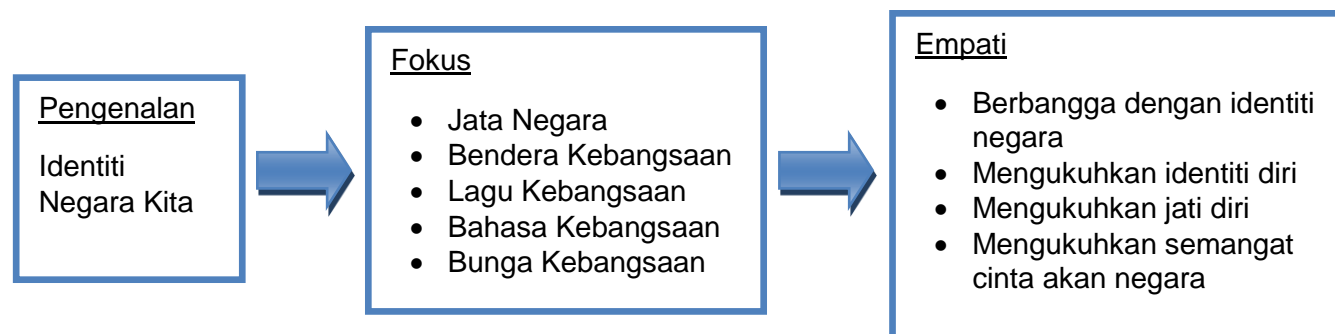 Pengenalan
Identiti
Negara Kita
Fokus
• Jata Negara
• Bendera Kebangsaan
• Lagu Kebangsaan
• Bahasa Kebangsaan
• Bunga Kebangsaan
Empati
• Berbangga dengan identiti
negara
• Mengukuhkan identiti diri
• Mengukuhkan jati diri
• Mengukuhkan semangat
cinta akan negara